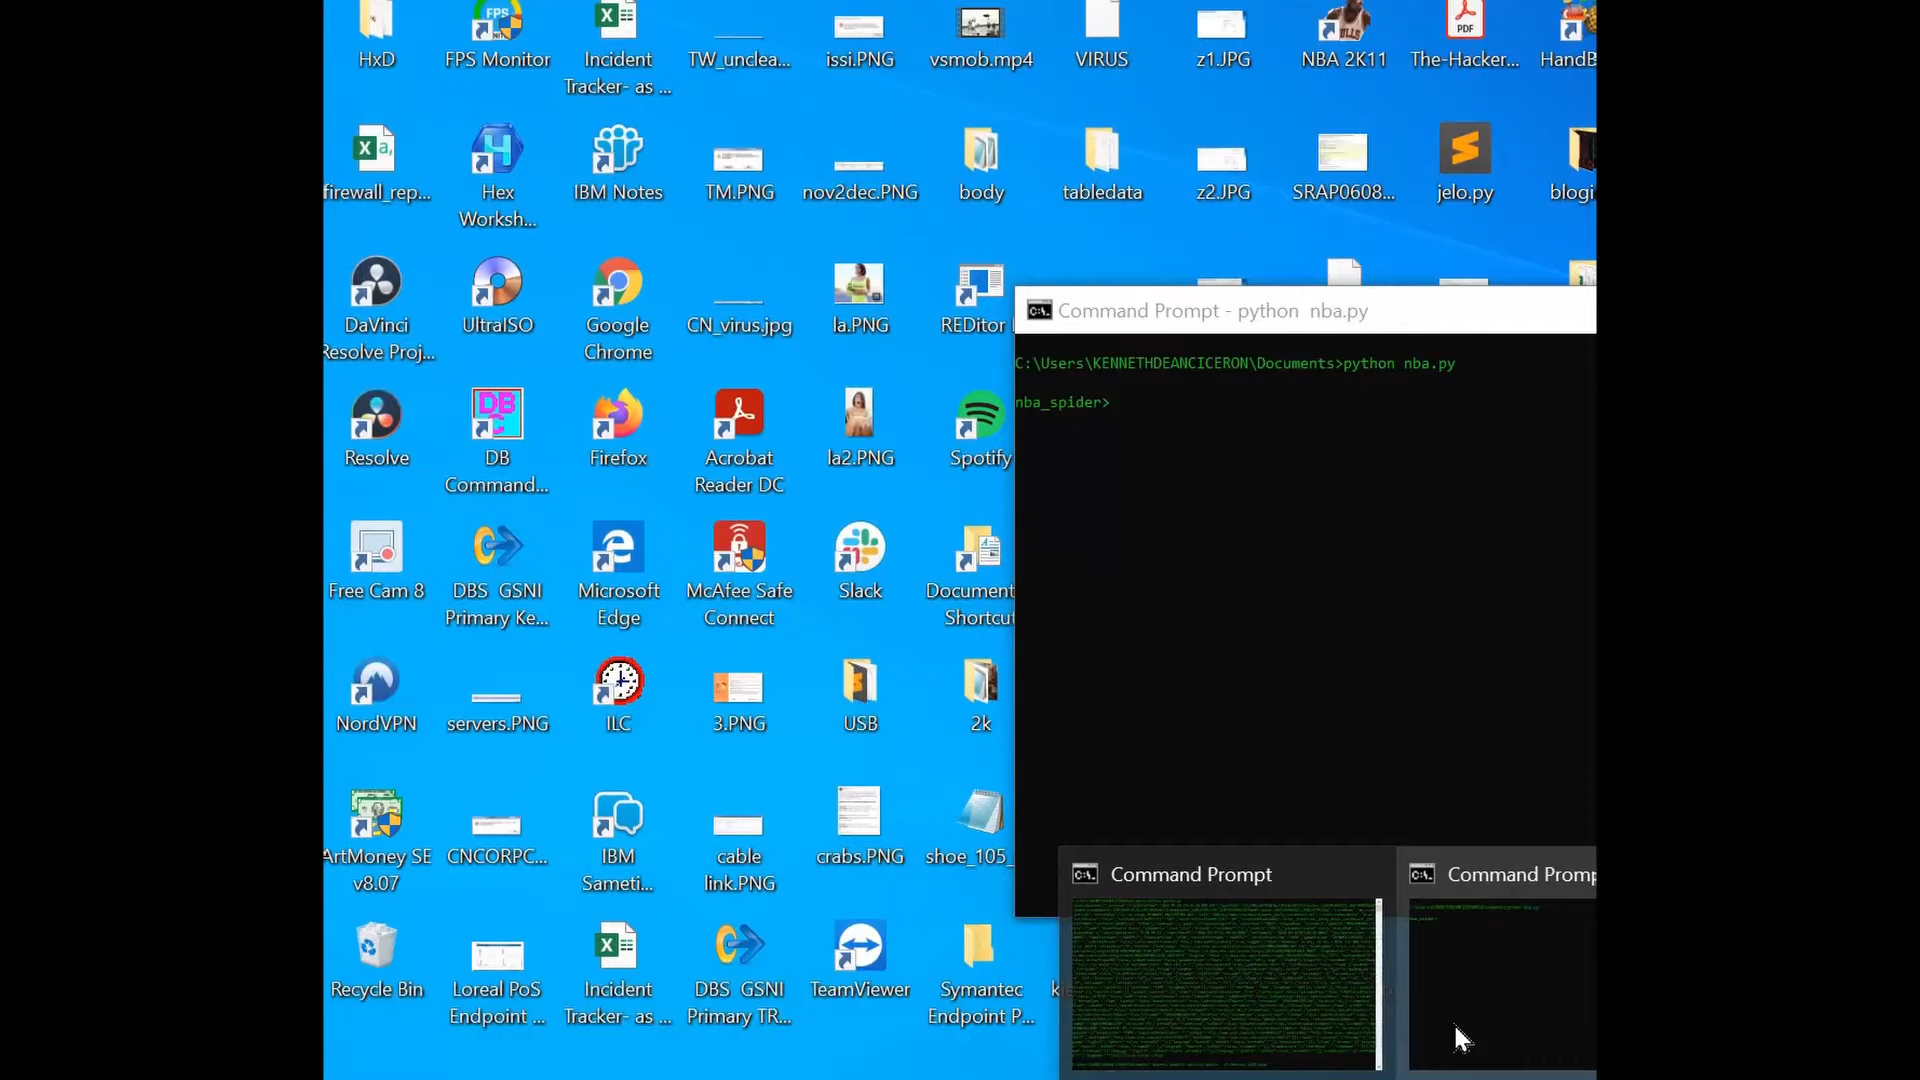 HxD
FPS Monitor
Incident
Tracker- as ...
TW_unclea...
issi.PNG
vsmob.mp4
VIRUS
z1.JPG
NBA 2K11
The-Hacker...
HandB
firewall_rep...
Hex
Worksh...
IBM Notes
TM.PNG
nov2dec.PNG
body
tabledata
z2.JPG
SRAP0608...
jelo.py
blogi
DaVinci
Resolve Proj...
UltraISO
Google
Chrome
CN_virus.jpg
la.PNG
REDitor
Command Prompt - python  nba.py
C:\Users\KENNETHDEANCICERON\Documents>python nba.py
nba_spider>
Resolve
DB
Command...
Firefox
Acrobat
Reader DC
la2.PNG
Spotify
Free Cam 8
DBS GSNI
Primary Ke...
Microsoft
Edge
McAfee Safe
Connect
Slack
Document
Shortcut
NordVPN
servers.PNG
ILC
3.PNG
USB
2k
ArtMoney SE
v8.07
CNCORPC...
IBM
Sameti...
cable
link.PNG
crabs.PNG
shoe_105_
Command Prompt
Command Promp
Recycle Bin
Loreal PoS
Endpoint ...
Incident
Tracker- as ...
DBS GSNI
Primary TR...
TeamViewer
Symantec
Endpoint P...